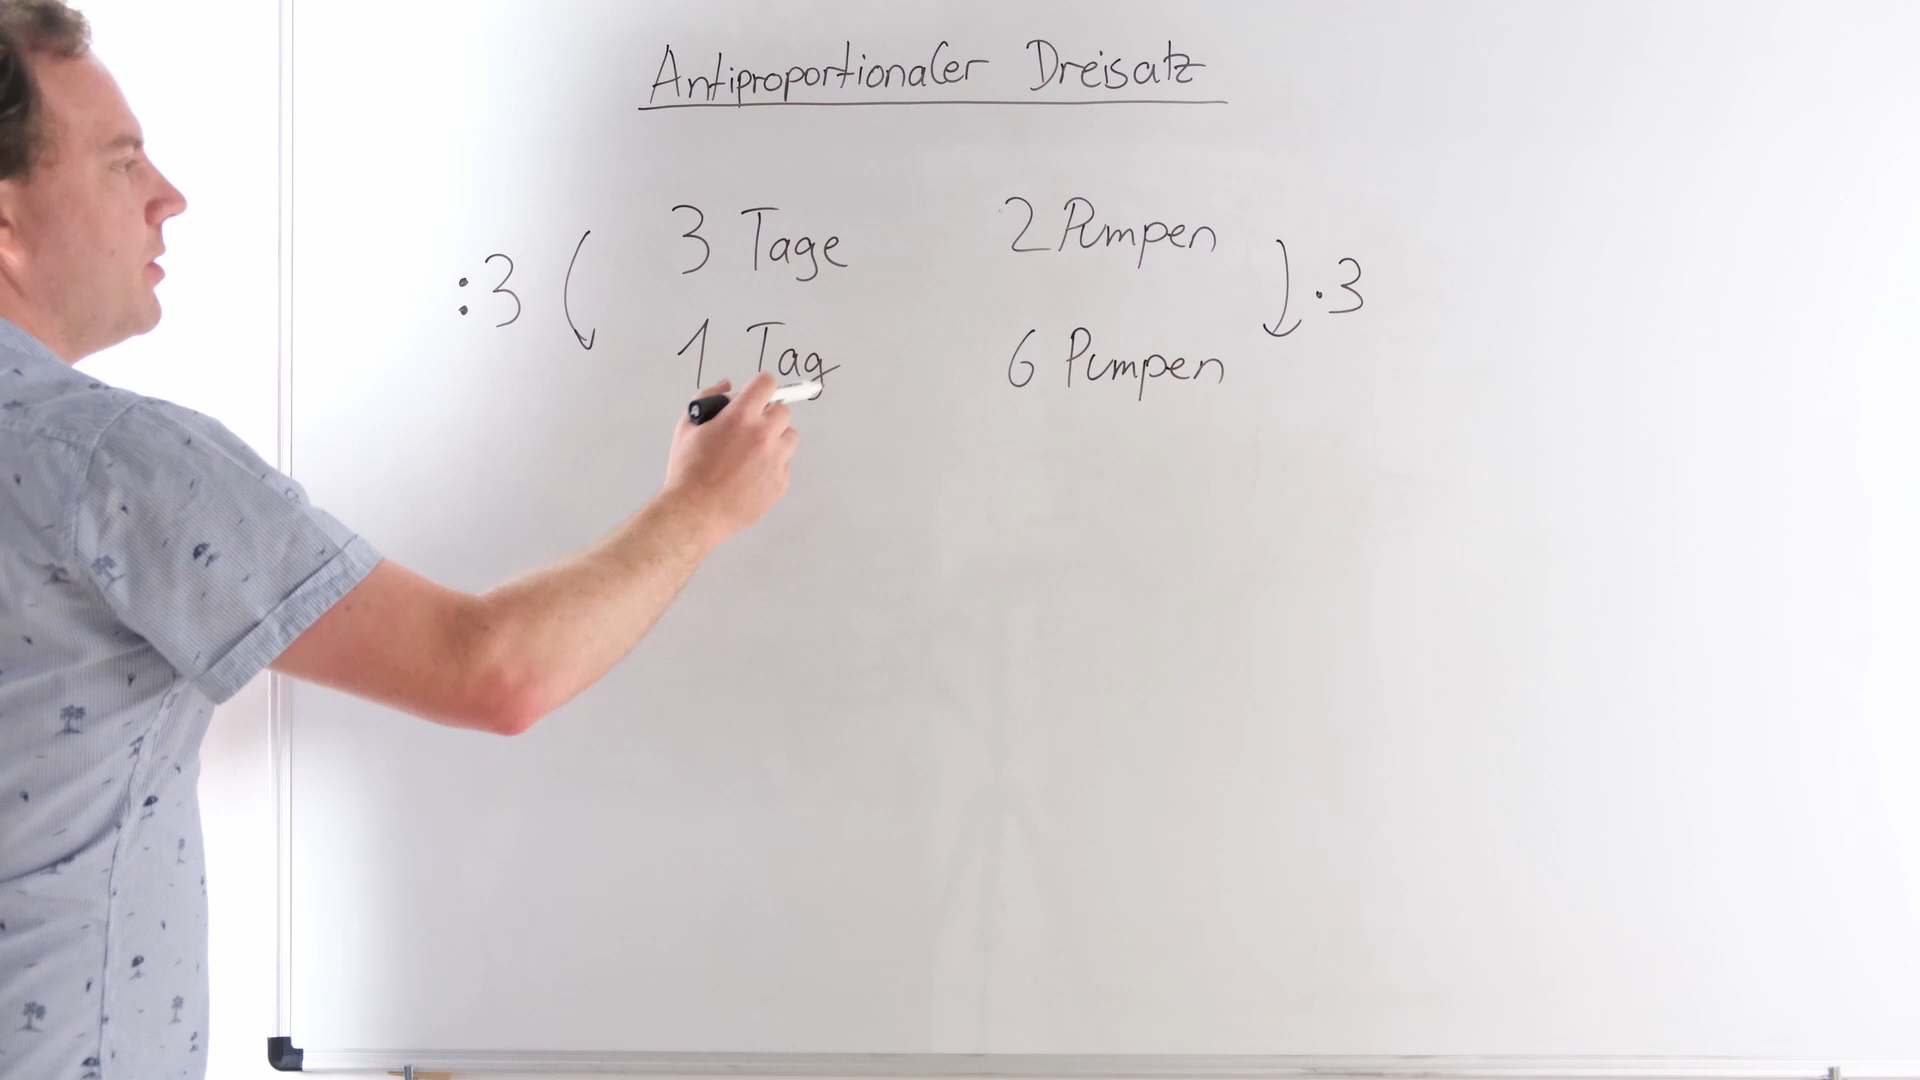 Antiproportionaler Dreisatz
3 Tage 2 Pumpen
:3 ·3
1 Tag 6 Pumpen